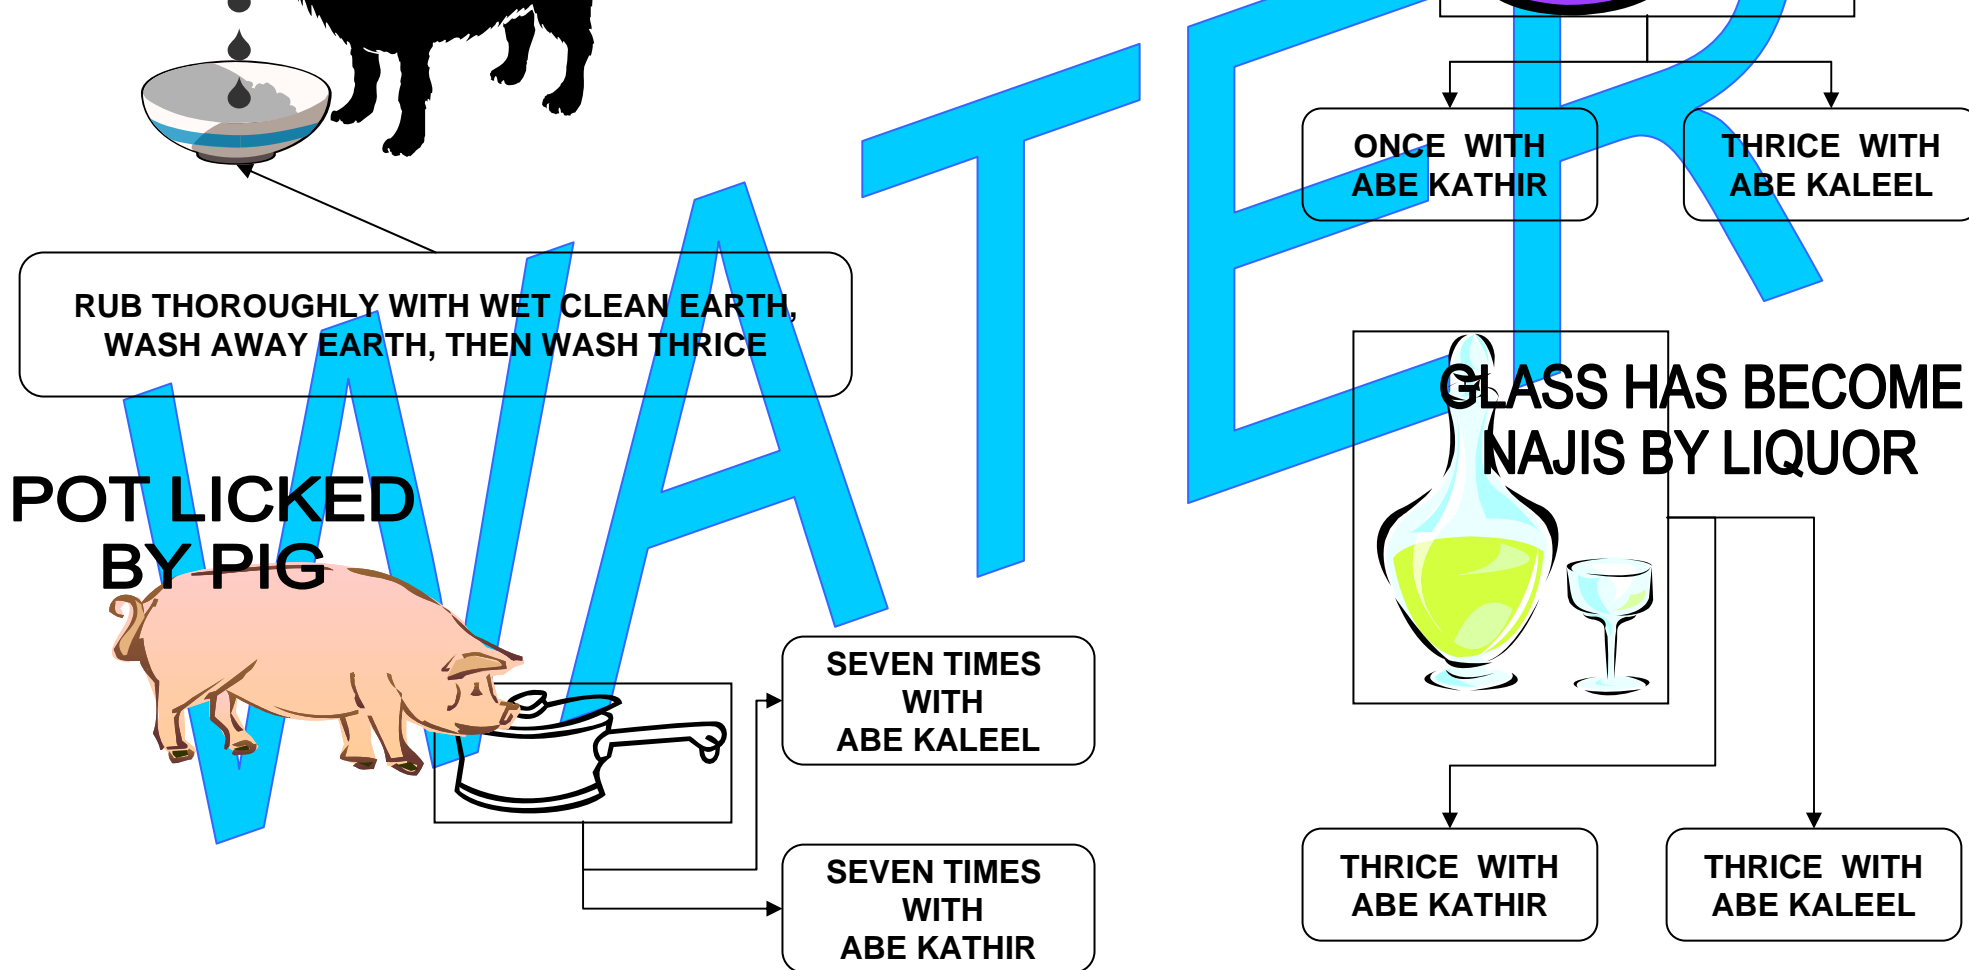 WATER
ONCE WITH
ABE KATHIR
THRICE WITH
ABE KALEEL
RUB THOROUGHLY WITH WET CLEAN EARTH,
WASH AWAY EARTH, THEN WASH THRICE
GLASS HAS BECOME
NAJIS BY LIQUOR
POT LICKED
BY PIG
SEVEN TIMES
WITH
ABE KALEEL
SEVEN TIMES
WITH
ABE KATHIR
THRICE WITH
ABE KATHIR
THRICE WITH
ABE KALEEL